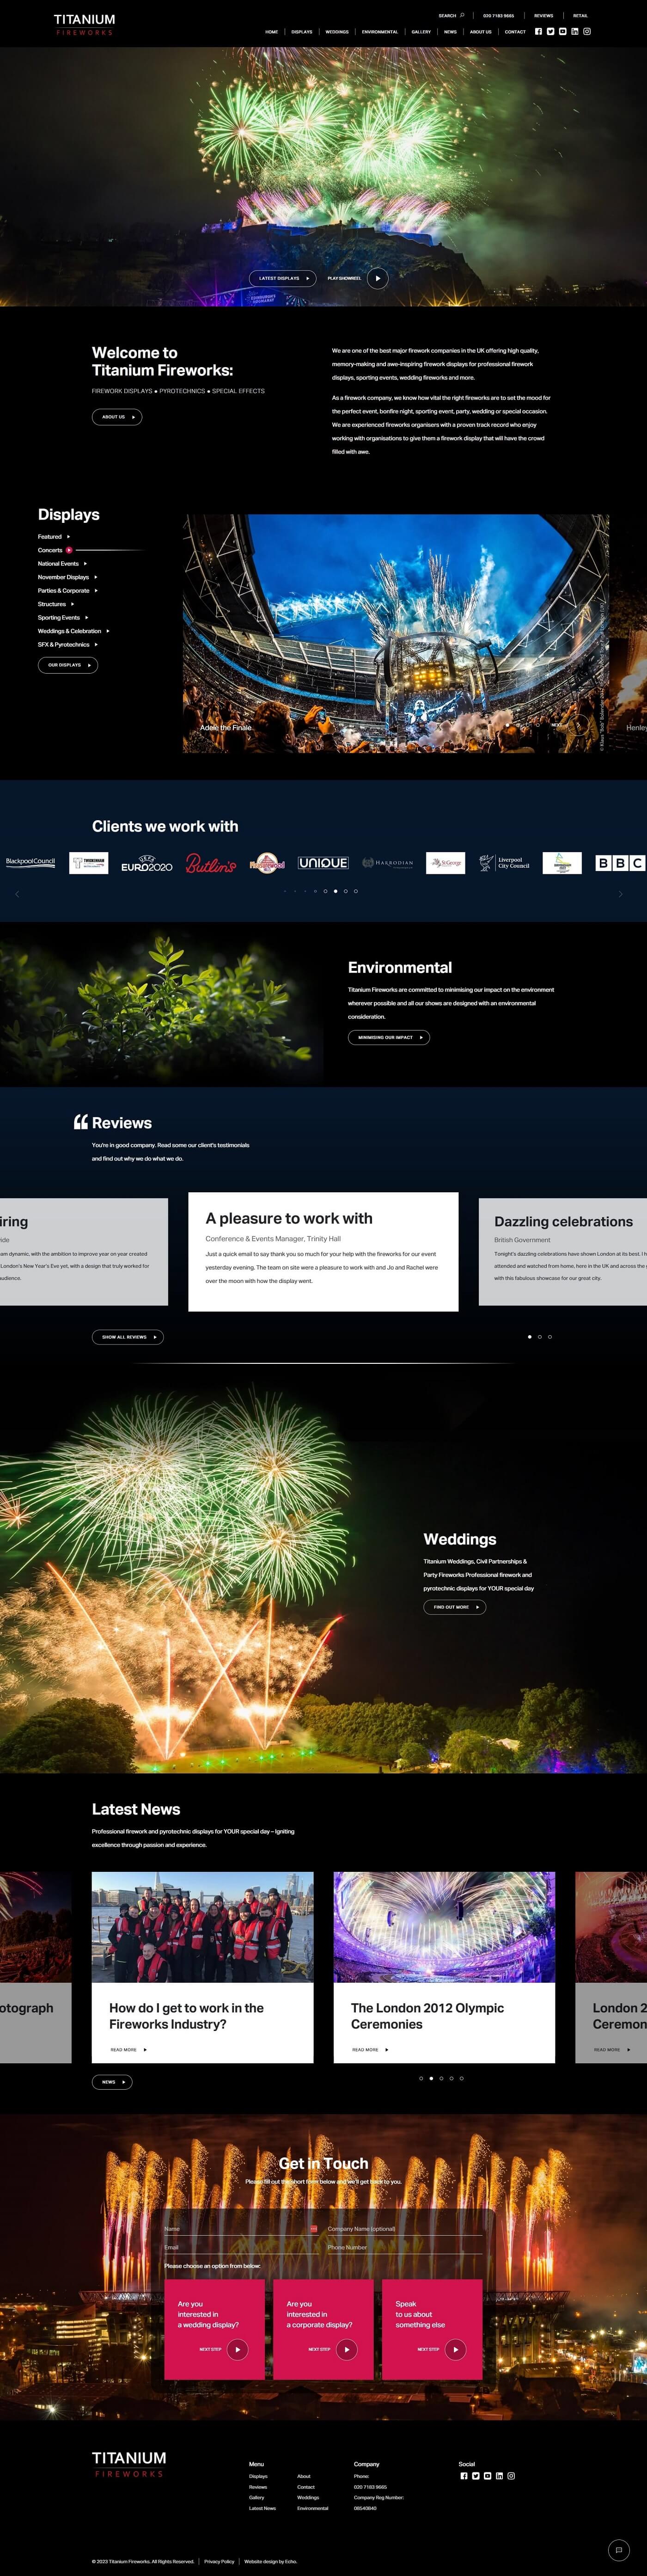 TITANIUM
FIREWORKS
SEARCH
020 7183 9665
REVIEWS
RETAIL
HOME
DISPLAYS
WEDDINGS
ENVIRONMENTAL
GALLERY
NEWS
ABOUT US
CONTACT
LATEST DISPLAYS
PLAY SHOWREEL
Welcome to
Titanium Fireworks:
FIREWORK DISPLAYS ● PYROTECHNICS ● SPECIAL EFFECTS
ABOUT US
We are one of the best major firework companies in the UK offering high quality,
memory-making and awe-inspiring firework displays for professional firework
displays, sporting events, wedding fireworks and more.
As a firework company, we know how vital the right fireworks are to set the mood for
the perfect event, bonfire night, sporting event, party, wedding or special occasion.
We are experienced fireworks organisers with a proven track record who enjoy
working with organisations to give them a firework display that will have the crowd
filled with awe.
Displays
Featured
Concerts
National Events
November Displays
Parties & Corporate
Structures
Sporting Events
Weddings & Celebration
SFX & Pyrotechnics
OUR DISPLAYS
Adele the Finale
NEXT
Henley
Clients we work with
BlackpoolCouncil
TWICKENHAM
UEFA
EURO2020
Butlin's
UNIQUE
HARRODIAN
St George
Liverpool
City Council
BBC
Environmental
Titanium Fireworks are committed to minimising our impact on the environment
wherever possible and all our shows are designed with an environmental
consideration.
MINIMISING OUR IMPACT
“ Reviews
You're in good company. Read some our client's testimonials
and find out why we do what we do.
iring
ide
am dynamic, with the ambition to improve year on year created
London's New Year's Eve yet, with a design that truly worked for
udience.
A pleasure to work with
Conference & Events Manager, Trinity Hall
Just a quick email to say thank you so much for your help with the fireworks for our event
yesterday evening. The team on site were a pleasure to work with and Jo and Rachel were
over the moon with how the display went.
Dazzling celebrations
British Government
Tonight's dazzling celebrations have shown London at its best. I h
attended and watched from home, here in the UK and across the
with this fabulous showcase for our great city.
SHOW ALL REVIEWS
Weddings
Titanium Weddings, Civil Partnerships &
Party Fireworks Professional firework and
pyrotechnic displays for YOUR special day
FIND OUT MORE
Latest News
Professional firework and pyrotechnic displays for YOUR special day – Igniting
excellence through passion and experience.
otograph
How do I get to work in the
Fireworks Industry?
READ MORE
The London 2012 Olympic
Ceremonies
READ MORE
London 2
Ceremon
READ MORE
NEWS
Get in Touch
Please fill out the short form below and we'll get back to you.
Name
Company Name (optional)
Email
Phone Number
Please choose an option from below:
Are you
interested in
a wedding display?
NEXT STEP
Are you
interested in
a corporate display?
NEXT STEP
Speak
to us about
something else
NEXT STEP
TITANIUM
FIREWORKS
Menu
Displays
Reviews
Gallery
Latest News
About
Contact
Weddings
Environmental
Company
Phone:
020 7183 9665
Company Reg Number:
08540840
Social
© 2023 Titanium Fireworks. All Rights Reserved.
Privacy Policy
Website design by Echo.